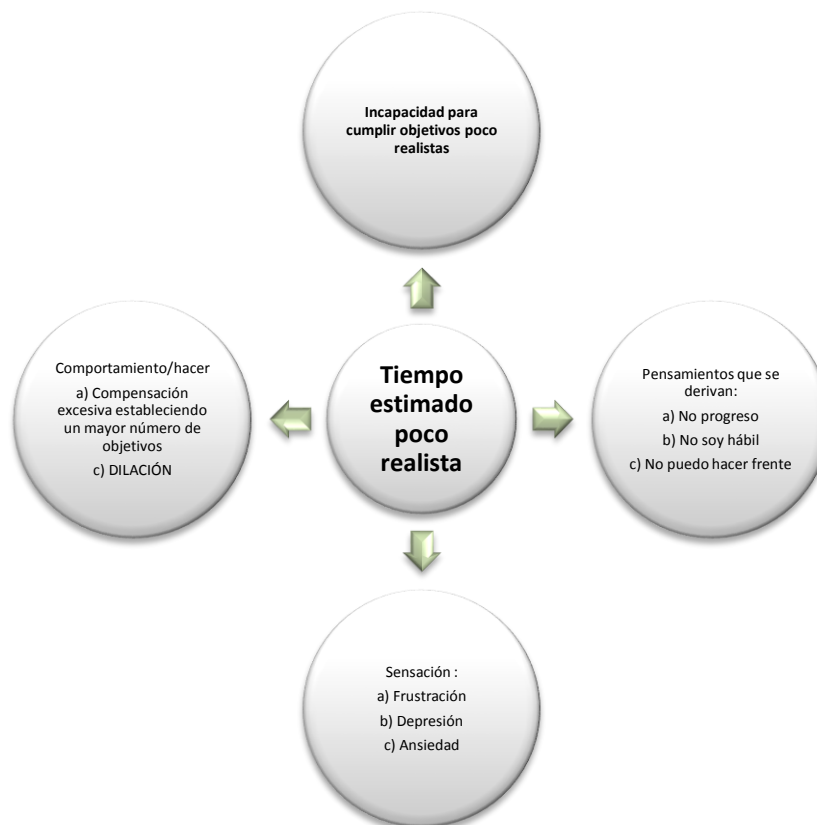 Incapacidad para
cumplir objetivos poco
realistas
Comportamiento/hacer
a) Compensación
excesiva estableciendo
un mayor número de
objetivos
c) DILACIÓN
Tiempo
estimado
poco
realista
Pensamientos que se
derivan:
a) No progreso
b) No soy hábil
c) No puedo hacer frente
Sensación :
a) Frustración
b) Depresión
c) Ansiedad